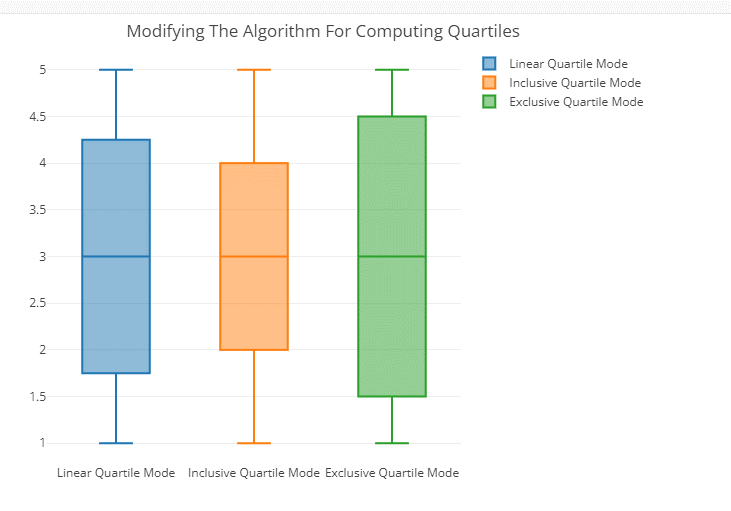 Modifying The Algorithm For Computing Quartiles
Linear Quartile Mode
Inclusive Quartile Mode
Exclusive Quartile Mode
5
4.5
4
3.5
3
2.5
2
1.5
1
Linear Quartile Mode Inclusive Quartile Mode Exclusive Quartile Mode